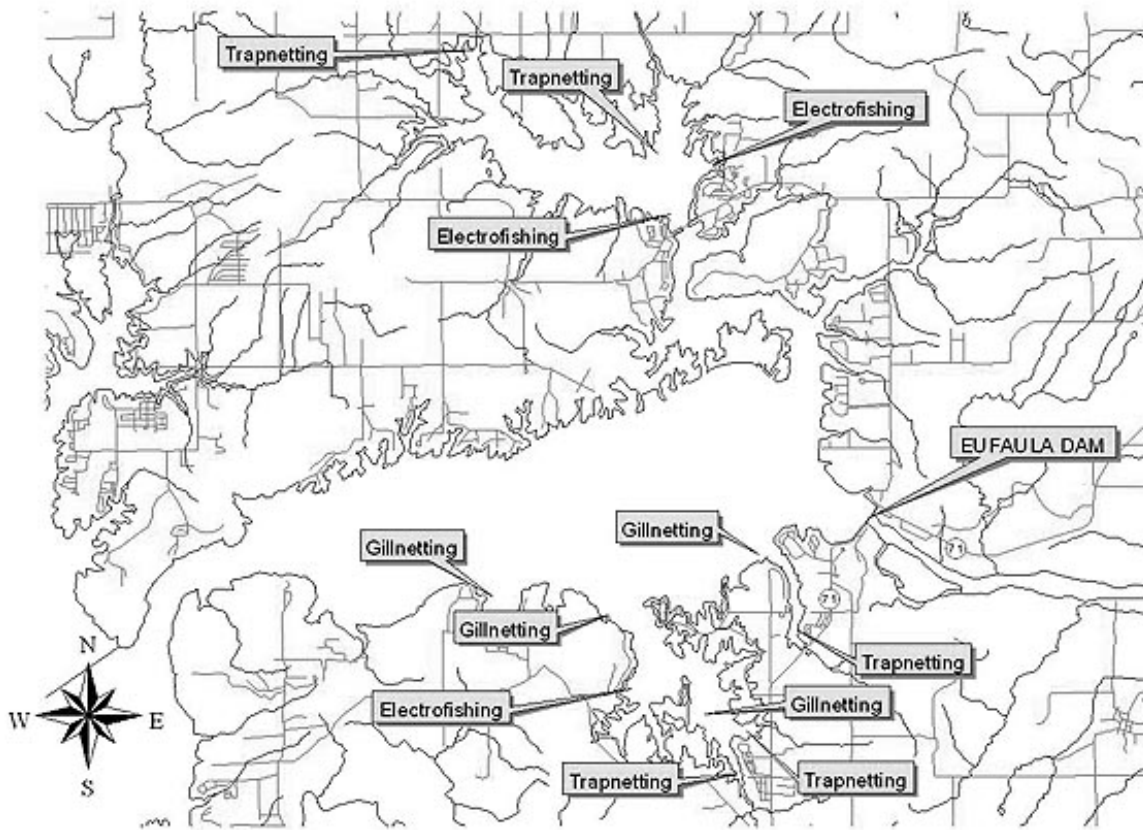 Trapnetting
Trapnetting
Electrofishing
Electrofishing
EUFAULA DAM
Gillnetting
Gillnetting
71
71
Gillnetting
Trapnetting
N
Electrofishing
Gillnetting
W
E
Trapnetting
Trapnetting
S